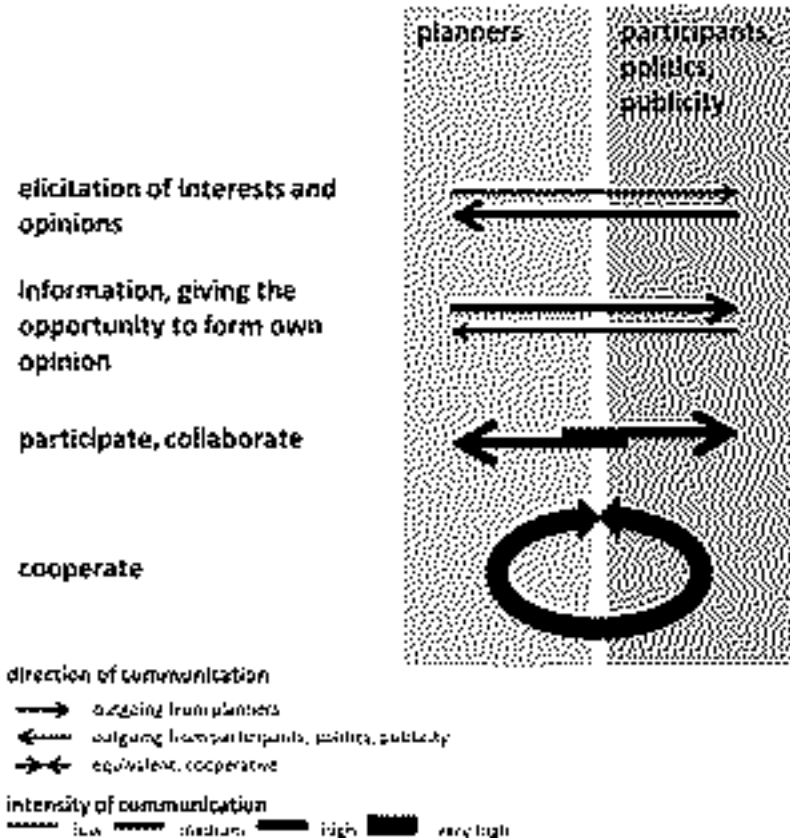 planners
participants,
politics,
publicity
elicitation of interests and
opinions
information, giving the
opportunity to form own
opinion
participate, collaborate
cooperate
direction of communication
outgoing from planners
outgoing from participants, politics, publicity
equivalent, cooperative
intensity of communication
low medium high very high